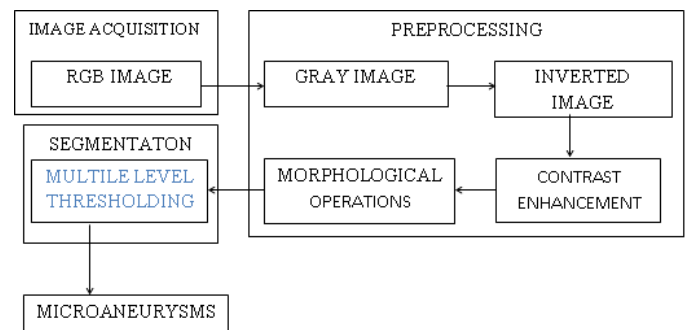 IMAGE ACQUISITION
RGB IMAGE
PREPROCESSING
GRAY IMAGE
INVERTED
IMAGE
CONTRAST
ENHANCEMENT
MORPHOLOGICAL
OPERATIONS
SEGMENTATON
MULTILE LEVEL
THRESHOLDING
MICROANEURYSMS